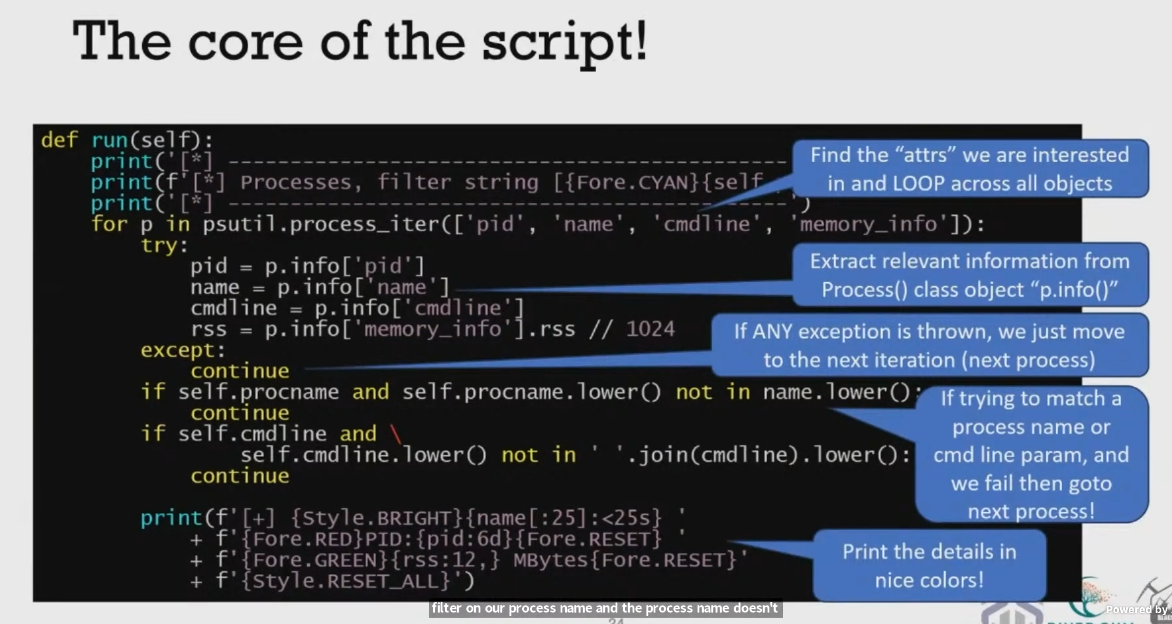 The core of the script!
def run(self):
print('[*] ----------------------------------------------
print(f'[*] Processes, filter string [{Fore.CYAN}{self.
print('[*] ----------------------------------------------')
for p in psutil.process_iter(['pid', 'name', 'cmdline', 'memory_info']):
try:
pid = p.info['pid']
name = p.info['name']
cmdline = p.info['cmdline']
rss = p.info['memory_info'].rss // 1024
except:
continue
if self.procname and self.procname.lower() not in name.lower():
continue
if self.cmdline and \
self.cmdline.lower() not in ' '.join(cmdline).lower():
continue
print(f'[+] {Style.BRIGHT}{name[:25]:<25s} '
+ f'{Fore.RED}PID:{pid:6d}{Fore.RESET} '
+ f'{Fore.GREEN}{rss:12,} MBytes{Fore.RESET}'
+ f'{Style.RESET_ALL}')
Find the “attrs” we are interested
in and LOOP across all objects
Extract relevant information from
Process() class object “p.info()”
If ANY exception is thrown, we just move
to the next iteration (next process)
If trying to match a
process name or
cmd line param, and
we fail then goto
next process!
Print the details in
nice colors!
filter on our process name and the process name doesn't
Powered by